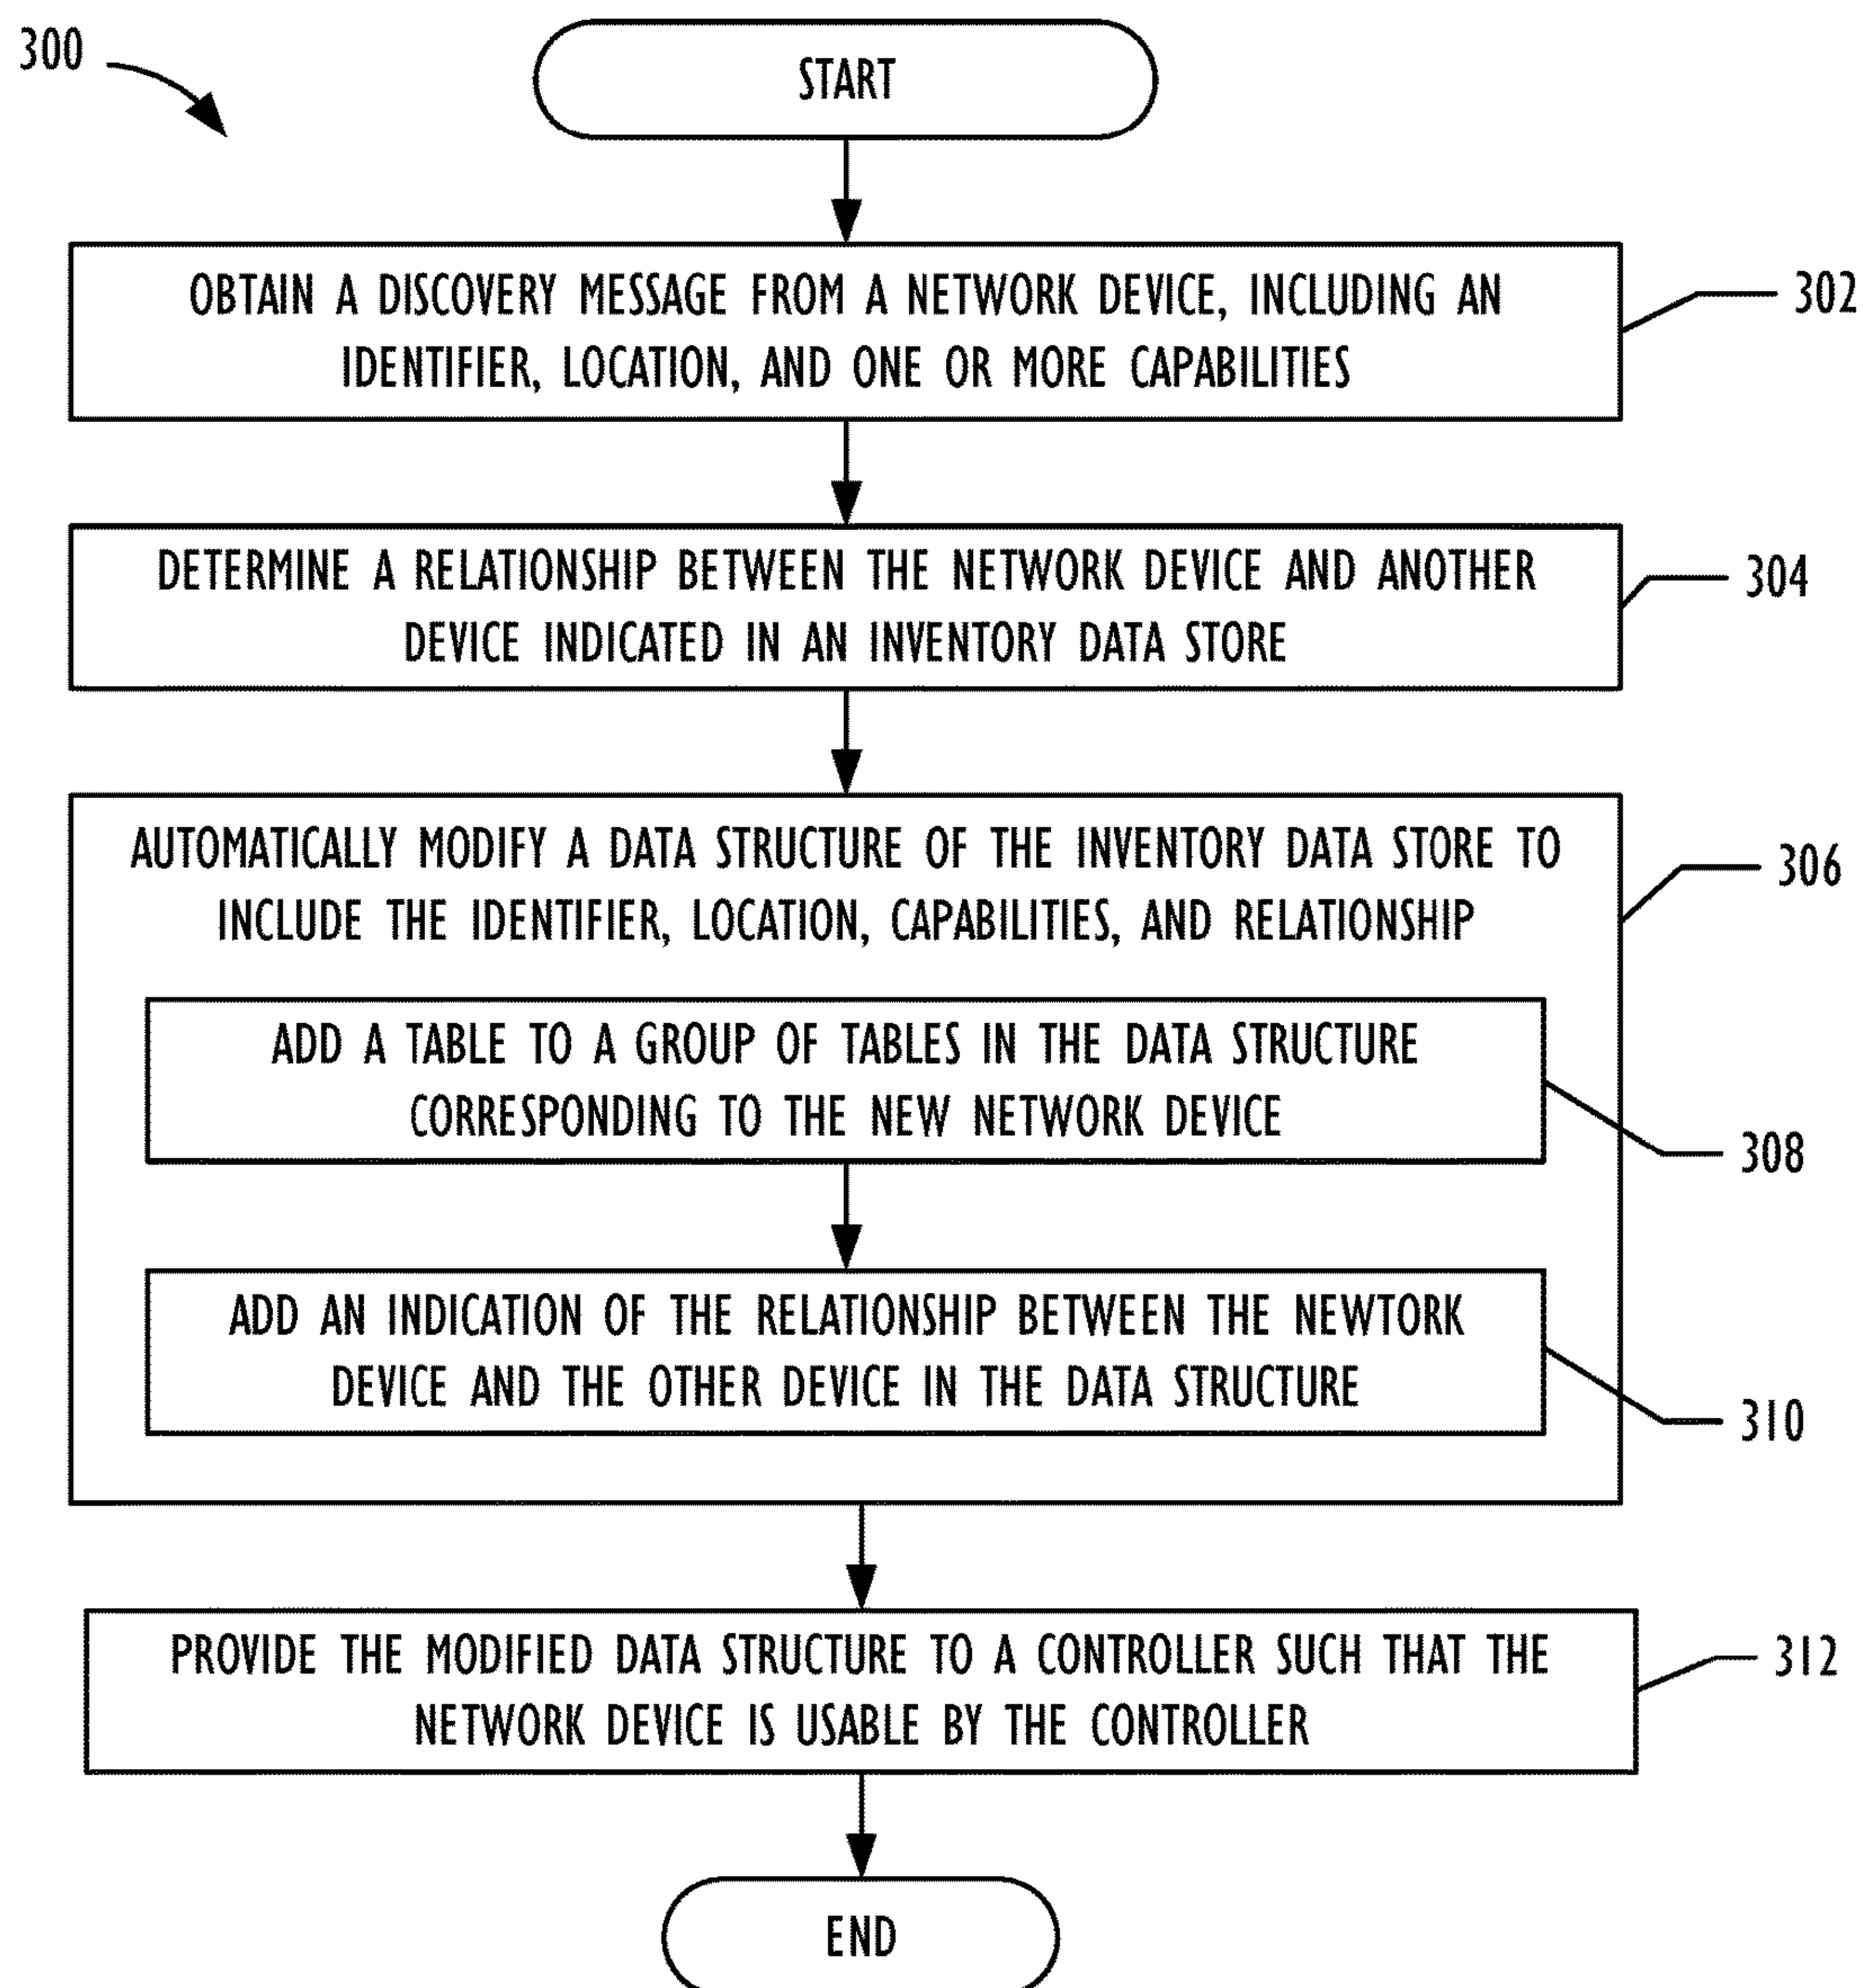 300
START
OBTAIN A DISCOVERY MESSAGE FROM A NETWORK DEVICE, INCLUDING AN
IDENTIFIER, LOCATION, AND ONE OR MORE CAPABILITIES
302
DETERMINE A RELATIONSHIP BETWEEN THE NETWORK DEVICE AND ANOTHER
DEVICE INDICATED IN AN INVENTORY DATA STORE
304
AUTOMATICALLY MODIFY A DATA STRUCTURE OF THE INVENTORY DATA STORE TO
INCLUDE THE IDENTIFIER, LOCATION, CAPABILITIES, AND RELATIONSHIP
306
ADD A TABLE TO A GROUP OF TABLES IN THE DATA STRUCTURE
CORRESPONDING TO THE NEW NETWORK DEVICE
308
ADD AN INDICATION OF THE RELATIONSHIP BETWEEN THE NEWTORK
DEVICE AND THE OTHER DEVICE IN THE DATA STRUCTURE
310
PROVIDE THE MODIFIED DATA STRUCTURE TO A CONTROLLER SUCH THAT THE
NETWORK DEVICE IS USABLE BY THE CONTROLLER
312
END